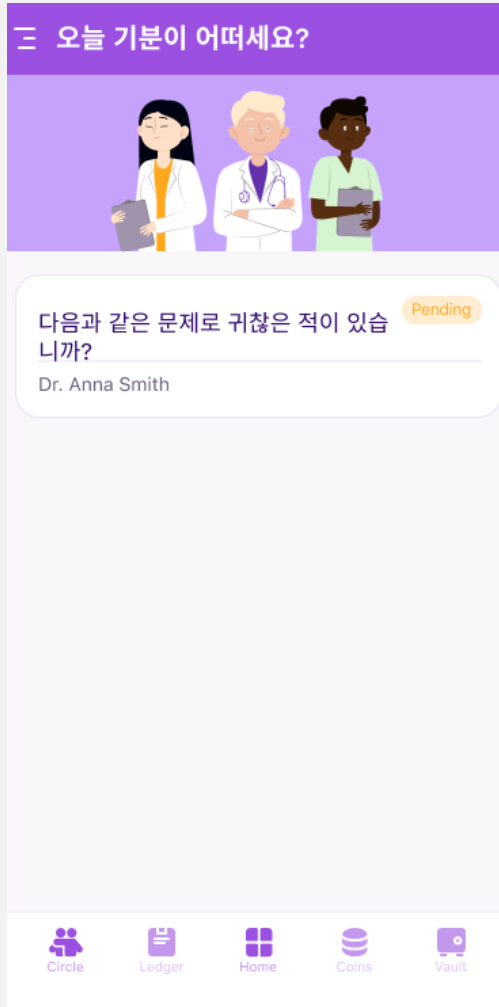 오늘 기분이 어떠세요?
Pending
다음과 같은 문제로 귀찮은 적이 있습
니까?
Dr. Anna Smith
Circle
Ledger
Home
Coins
Vault